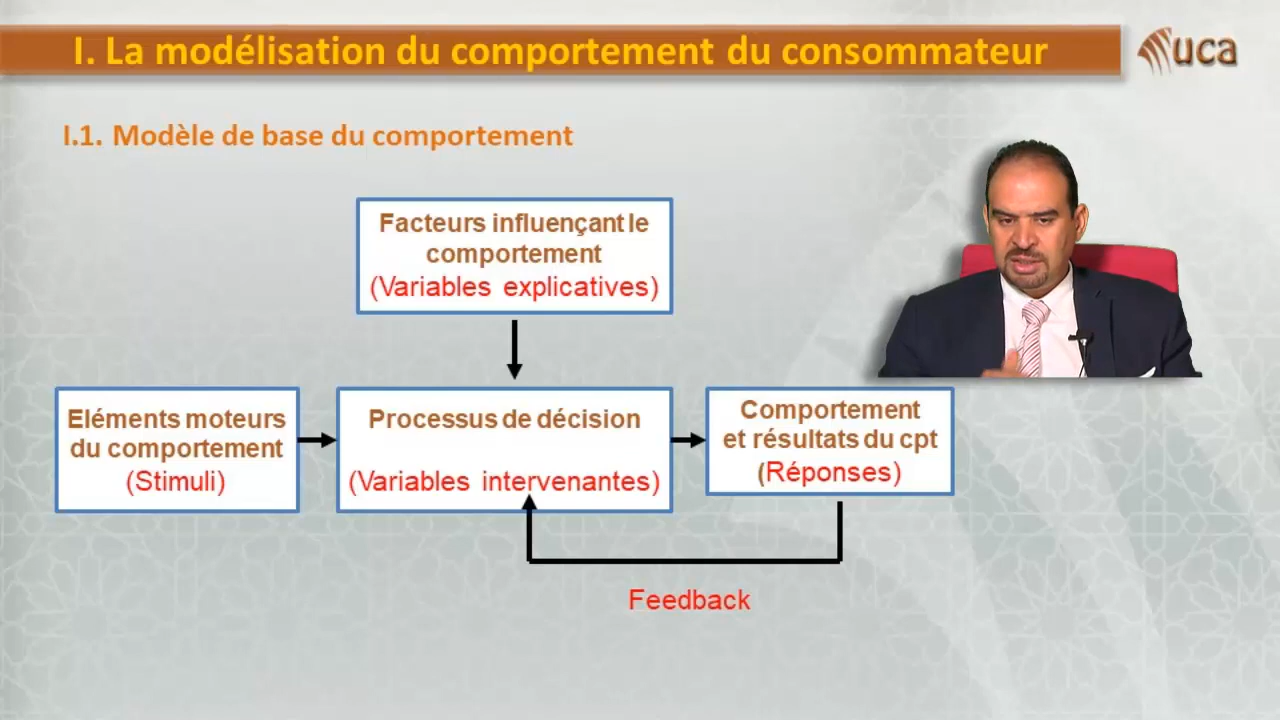 I. La modélisation du comportement du consommateur
uca
I.1. Modèle de base du comportement
Facteurs influençant le
comportement
(Variables explicatives)
Eléments moteurs
du comportement
(Stimuli)
Processus de décision
(Variables intervenantes)
Comportement
et résultats du cpt
(Réponses)
Feedback